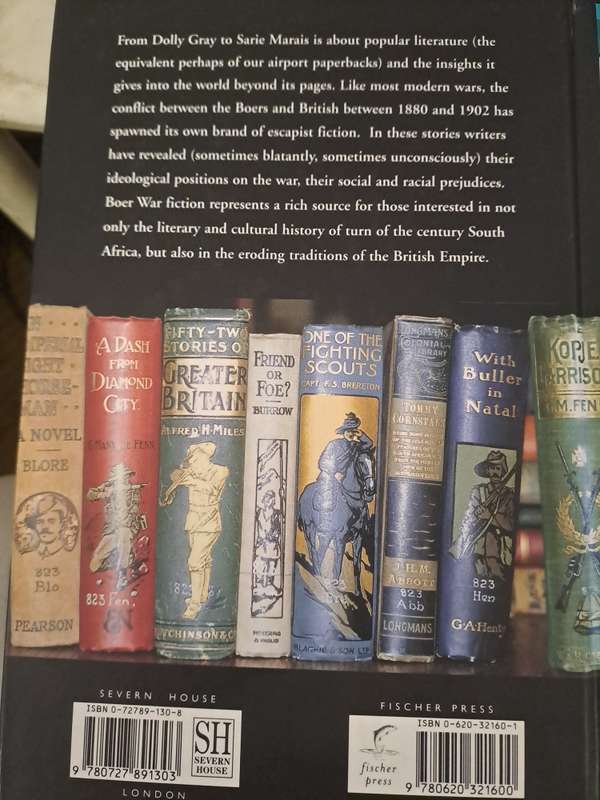 From Dolly Gray to Sarie Marais is about popular literature (the
equivalent perhaps of our airport paperbacks) and the insights it
gives into the world beyond its pages. Like most modern wars, the
conflict between the Boers and British between 1880 and 1902 has
spawned its own brand of escapist fiction. In these stories writers
have revealed (sometimes blatantly, sometimes unconsciously) their
ideological positions on the war, their social and racial prejudices.
Boer War fiction represents a rich source for those interested in not
only the literary and cultural history of turn of the century South
Africa, but also in the eroding traditions of the British Empire.
A NOVEL
BLORE
823
Blo
PEARSON
A DASH
FROM
DIAMOND
CITY.
823 Fen.
FIFTY-TWO
STORIES OF
GREATER
BRITAIN
ALFRED H. MILES
FRIEND
OR
FOE?
BURROW
ONE OF THE
FIGHTING
SCOUTS
CAPT. F. S. BRERETON
823
BLACKIE & SON LTD
LONGMANS
COLONIAL
LIBRARY
TOMMY
CORNSTALK
J.H.M.
ABBOTT
823
Abb
LONGMANS
With
Buller
in
Natal
823
Hen
G.A. Henty
KOPJE
SEVERN HOUSE
ISBN 0-72789-130-8
9 780727 891303
SH
SEVERN
HOUSE
LONDON
FISCHER PRESS
fischer
press
ISBN 0-620-32160-1
9 780620 321600